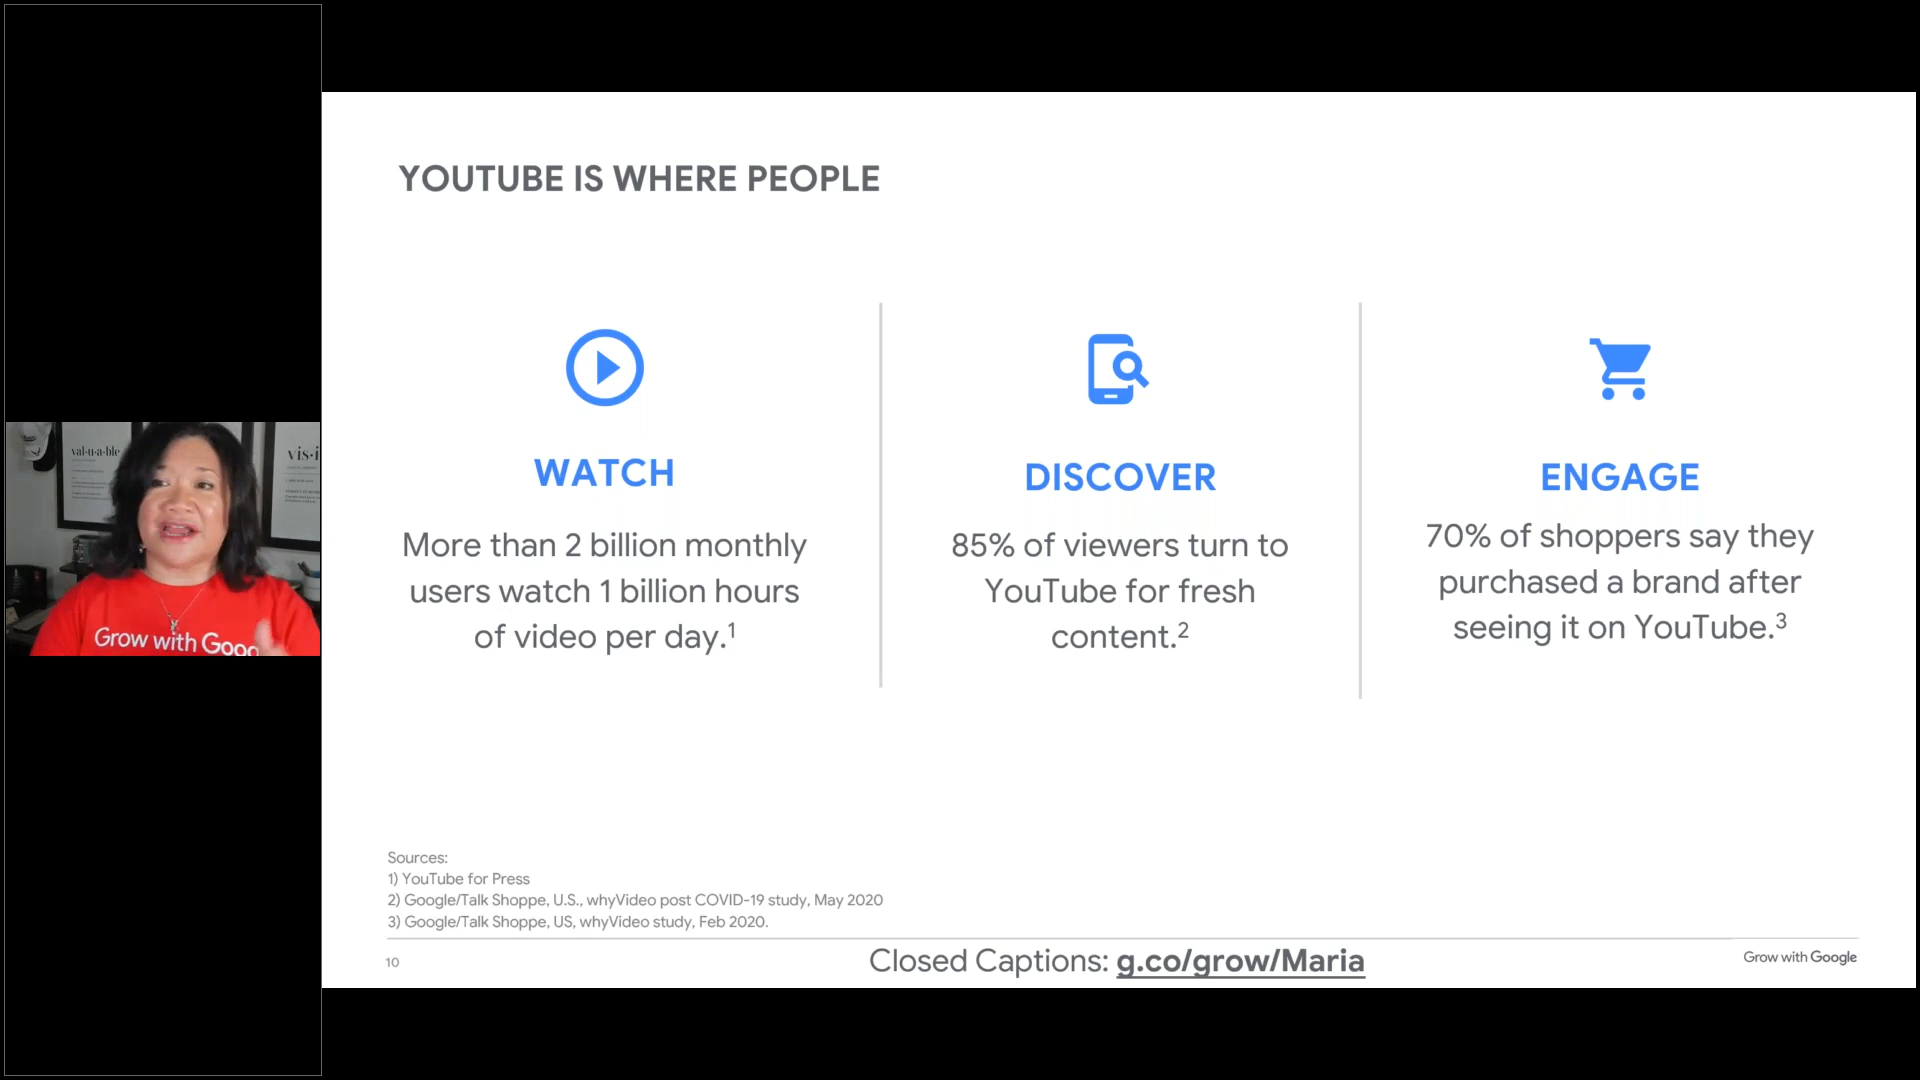 val·u·a·ble
vis·i
Grow with Goog
YOUTUBE IS WHERE PEOPLE
WATCH
More than 2 billion monthly
users watch 1 billion hours
of video per day.¹
DISCOVER
85% of viewers turn to
YouTube for fresh
content.²
ENGAGE
70% of shoppers say they
purchased a brand after
seeing it on YouTube.³
Sources:
1) YouTube for Press
2) Google/Talk Shoppe, U.S., whyVideo post COVID-19 study, May 2020
3) Google/Talk Shoppe, US, whyVideo study, Feb 2020.
10
Closed Captions: g.co/grow/Maria
Grow with Google